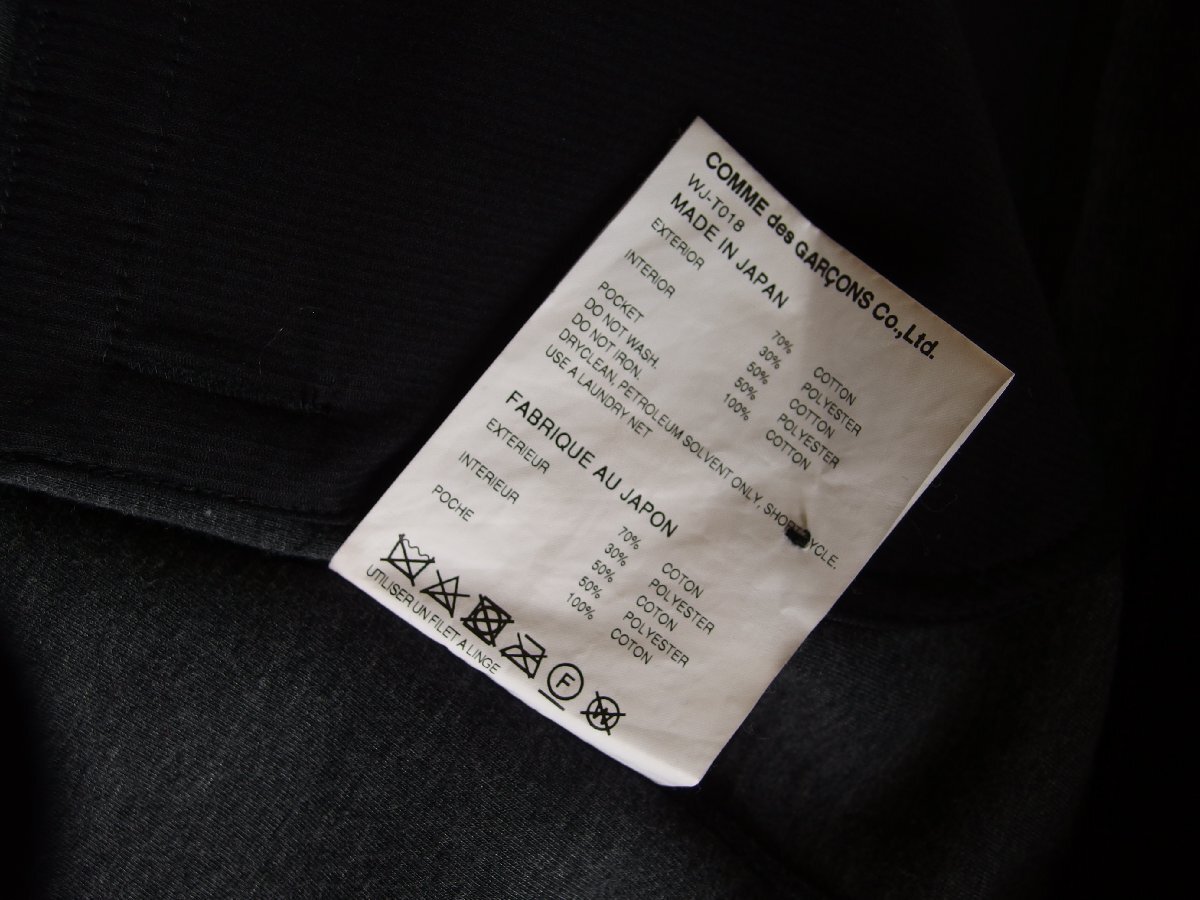 COMME des GARÇONS Co.,Ltd.
WJ-T018
MADE IN JAPAN
EXTERIOR 70% COTTON
30% POLYESTER
INTERIOR 50% COTTON
50% POLYESTER
POCKET 100% COTTON
DO NOT WASH.
DO NOT IRON.
DRYCLEAN, PETROLEUM SOLVENT ONLY, SHORT CYCLE.
USE A LAUNDRY NET
FABRIQUE AU JAPON
EXTERIEUR 70% COTON
30% POLYESTER
INTERIEUR 50% COTON
50% POLYESTER
POCHE 100% COTON
F W
UTILISER UN FILET A LINGE